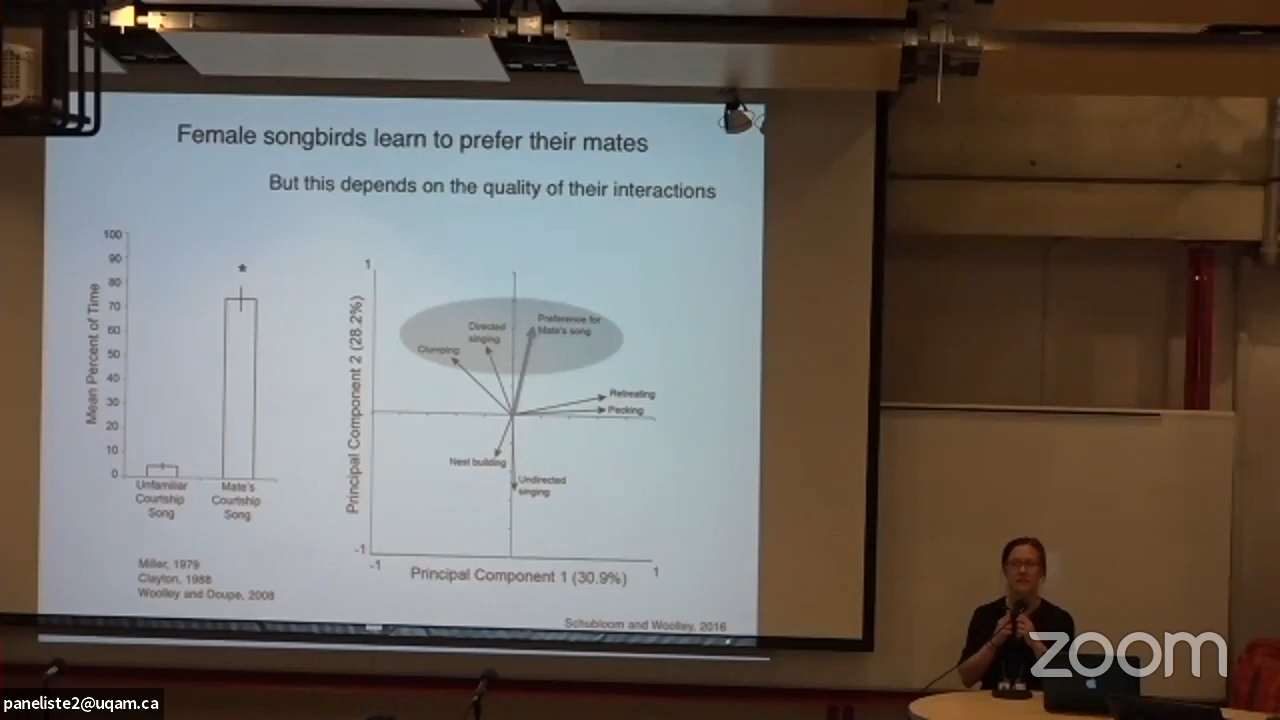 Female songbirds learn to prefer their mates
But this depends on the quality of their interactions
Mean Percent of Time
100
90
80
70
60
50
40
30
20
10
0
*
Unfamiliar
Courtship
Song
Mate's
Courtship
Song
Miller, 1979
Clayton, 1988
Woolley and Doupe, 2008
Principal Component 2 (28.2%)
1
-1
Clumping
Directed
singing
Preference for
Mate's song
Retreating
Pecking
Nest building
Undirected
singing
-1
Principal Component 1 (30.9%)
1
Schubloom and Woolley, 2016
zoom
paneliste2@uqam.ca